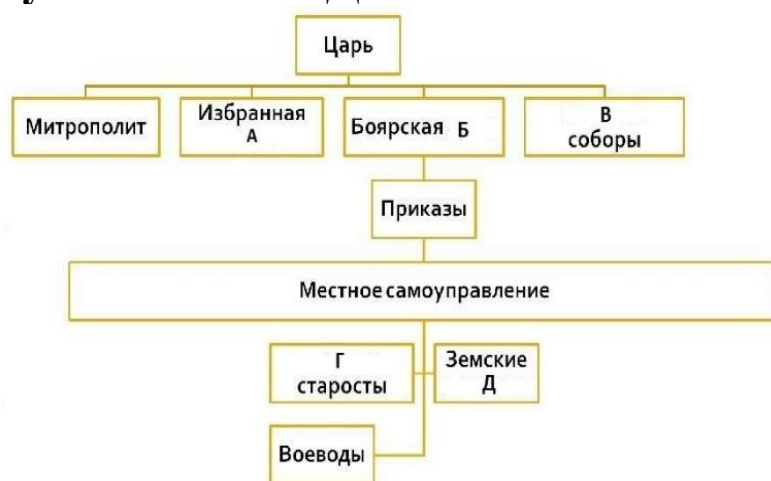 Царь
Митрополит
Избранная
А
Боярская Б
В
соборы
Приказы
Местное самоуправление
Г
старосты
Земские
Д
Воеводы